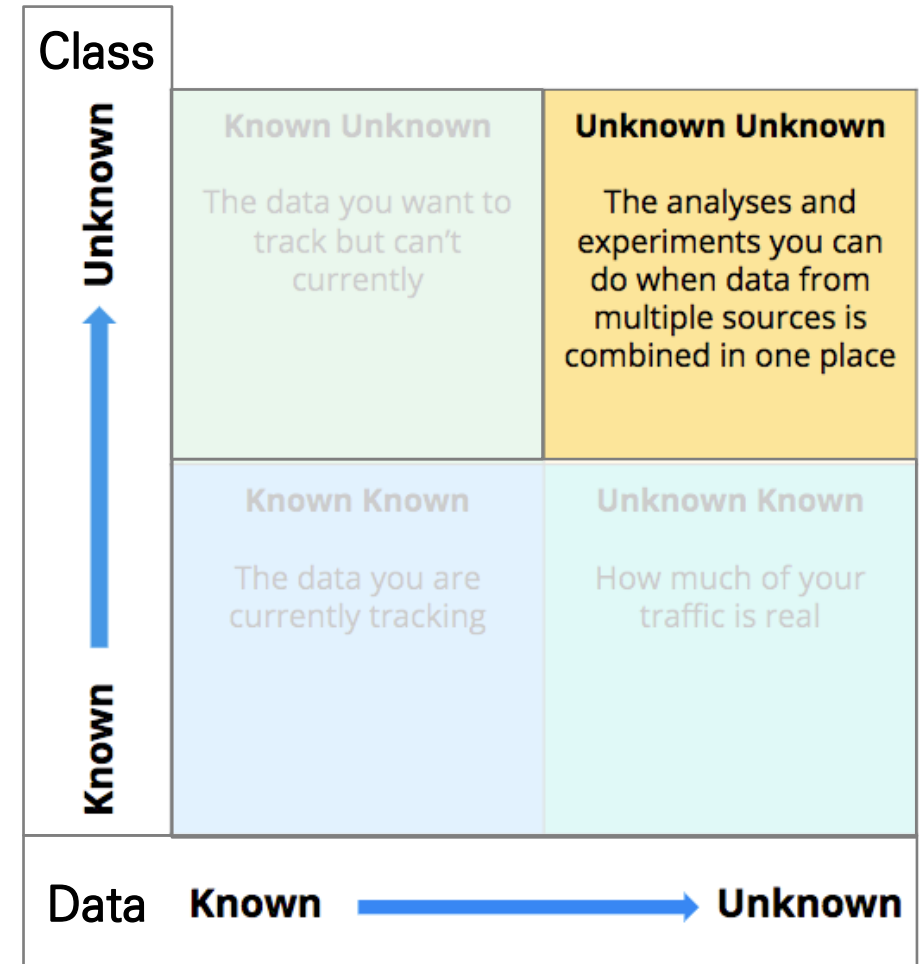 Class
Unknown
Known
Known Unknown
The data you want to
track but can't
currently
Unknown Unknown
The analyses and
experiments you can
do when data from
multiple sources is
combined in one place
Known Known
The data you are
currently tracking
Unknown Known
How much of your
traffic is real
Data
Known
Unknown